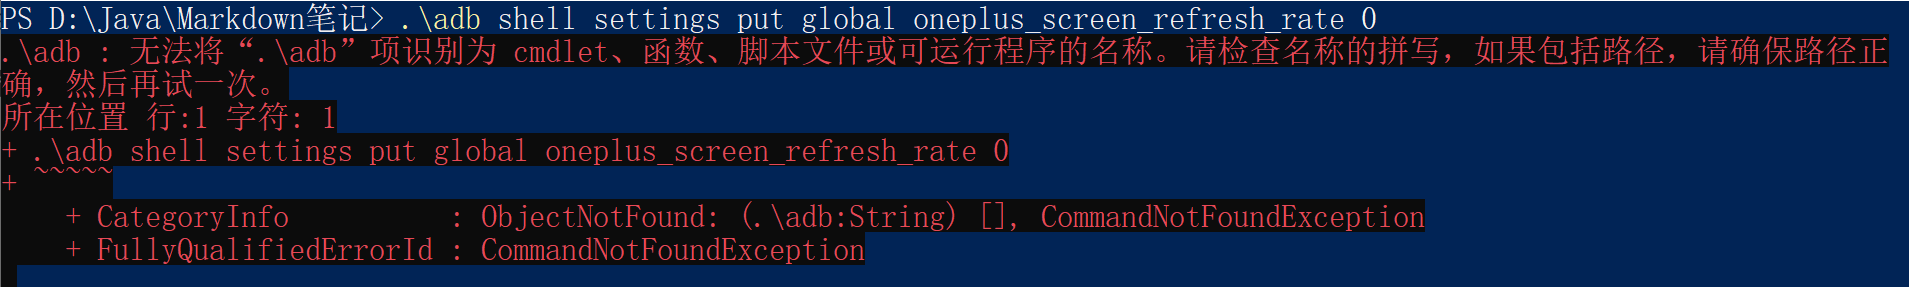 PS D:\Java\Markdown笔记> .\adb shell settings put global oneplus_screen_refresh_rate 0
.\adb : 无法将“.\adb”项识别为 cmdlet、函数、脚本文件或可运行程序的名称。请检查名称的拼写，如果包括路径，请确保路径正
确，然后再试一次。
所在位置 行:1 字符: 1
+ .\adb shell settings put global oneplus_screen_refresh_rate 0
+ ~~~~~
    + CategoryInfo          : ObjectNotFound: (.\adb:String) [], CommandNotFoundException
    + FullyQualifiedErrorId : CommandNotFoundException